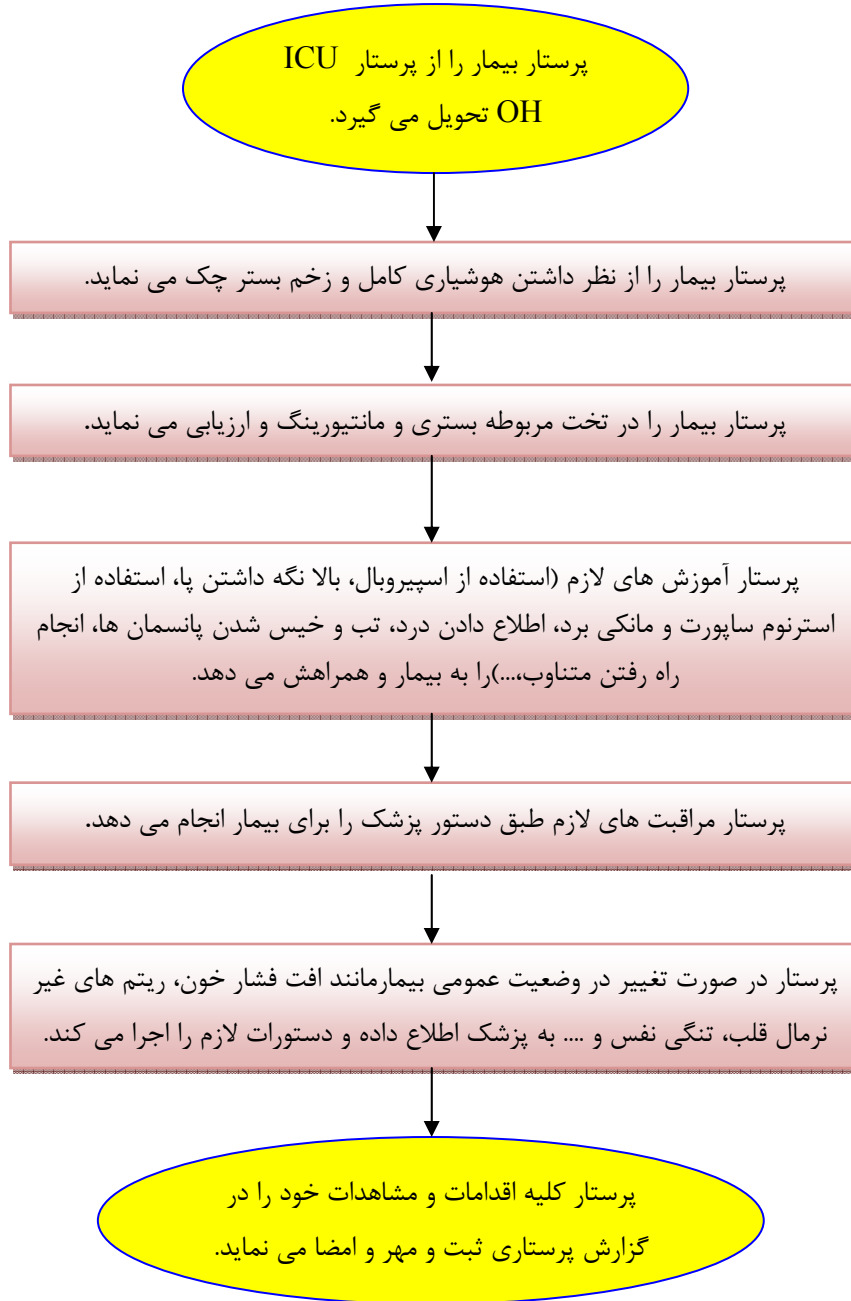 پرستار بیمار را از پرستار ICU
OH تحویل می گیرد.
پرستار بیمار را از نظر داشتن هوشیاری کامل و زخم بستر چک می نماید.
پرستار بیمار را در تخت مربوطه بستری و مانتیورینگ و ارزیابی می نماید.
پرستار آموزش های لازم (استفاده از اسپیروبال، بالا نگه داشتن پا، استفاده از
استرنوم ساپورت و مانکی برد، اطلاع دادن درد، تب و خیس شدن پانسمان ها، انجام
راه رفتن متناوب،...)را به بیمار و همراهش می دهد.
پرستار مراقبت های لازم طبق دستور پزشک را برای بیمار انجام می دهد.
پرستار در صورت تغییر در وضعیت عمومی بیمارمانند افت فشار خون، ریتم های غیر
نرمال قلب، تنگی نفس و .... به پزشک اطلاع داده و دستورات لازم را اجرا می کند.
پرستار کلیه اقدامات و مشاهدات خود را در
گزارش پرستاری ثبت و مهر و امضا می نماید.